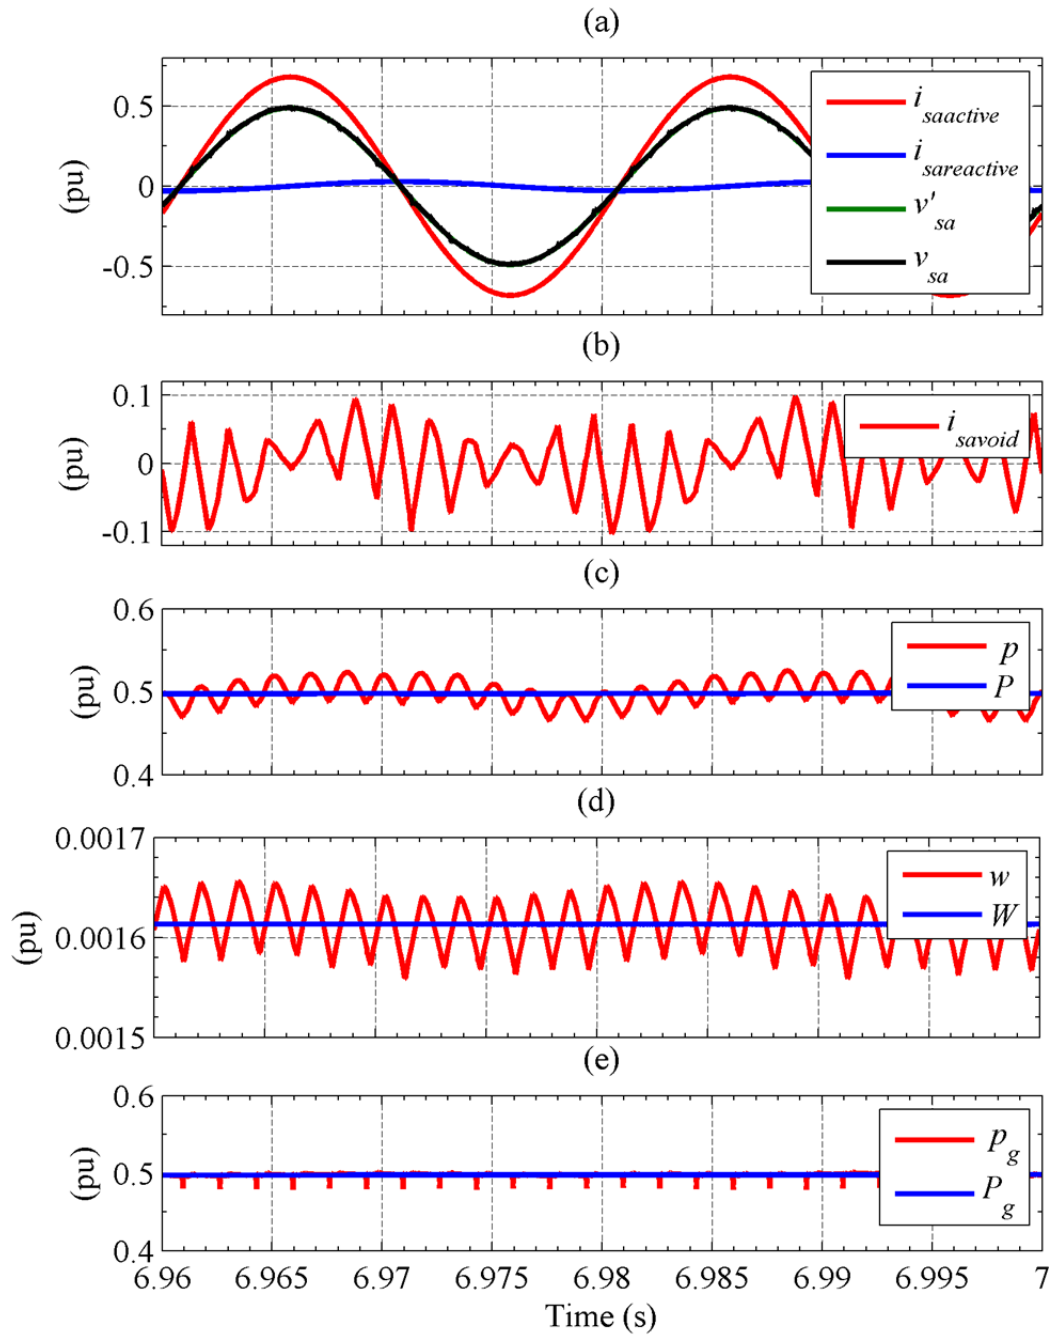 (a)
0.5
0
-0.5
(pu)
i saactive
i sareactive
v' sa
v sa
(b)
0.1
0
-0.1
(pu)
i savoid
(c)
0.6
0.5
0.4
(pu)
p
P
(d)
0.0017
0.0016
0.0015
(pu)
w
W
(e)
0.6
0.5
0.4
(pu)
p g
P g
6.96 6.965 6.97 6.975 6.98 6.985 6.99 6.995 7
Time (s)